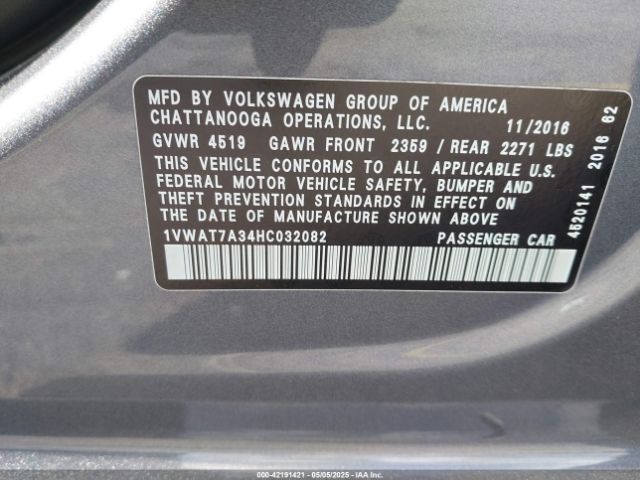 MFD BY VOLKSWAGEN GROUP OF AMERICA
CHATTANOOGA OPERATIONS, LLC. 11/2016
GVWR 4519 GAWR FRONT 2359 / REAR 2271 LBS
THIS VEHICLE CONFORMS TO ALL APPLICABLE U.S.
FEDERAL MOTOR VEHICLE SAFETY, BUMPER AND
THEFT PREVENTION STANDARDS IN EFFECT ON
THE DATE OF MANUFACTURE SHOWN ABOVE
1VWAT7A34HC032082 PASSENGER CAR
4520141 2016 62
000-42191421 - 05/05/2025 - IAA, Inc.